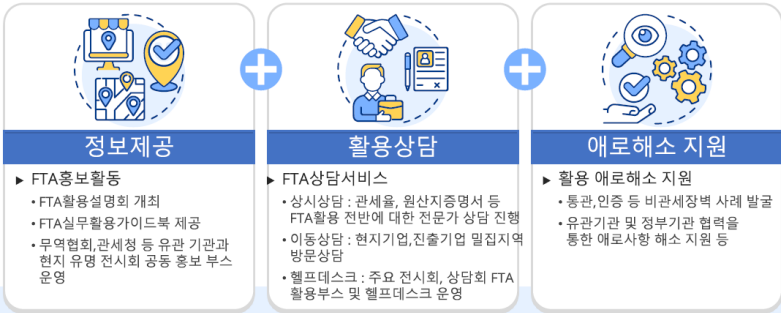 정보제공
▶ FTA홍보활동
• FTA활용설명회 개최
• FTA실무활용가이드북 제공
• 무역협회,관세청 등 유관 기관과
현지 유명 전시회 공동 홍보 부스
운영
활용상담
▶ FTA상담서비스
• 상시상담 : 관세율, 원산지증명서 등
FTA활용 전반에 대한 전문가 상담 진행
• 이동상담 : 현지기업,진출기업 밀집지역
방문상담
• 헬프데스크 : 주요 전시회, 상담회 FTA
활용부스 및 헬프데스크 운영
애로해소 지원
▶ 활용 애로해소 지원
• 통관,인증 등 비관세장벽 사례 발굴
• 유관기관 및 정부기관 협력을
통한 애로사항 해소 지원 등